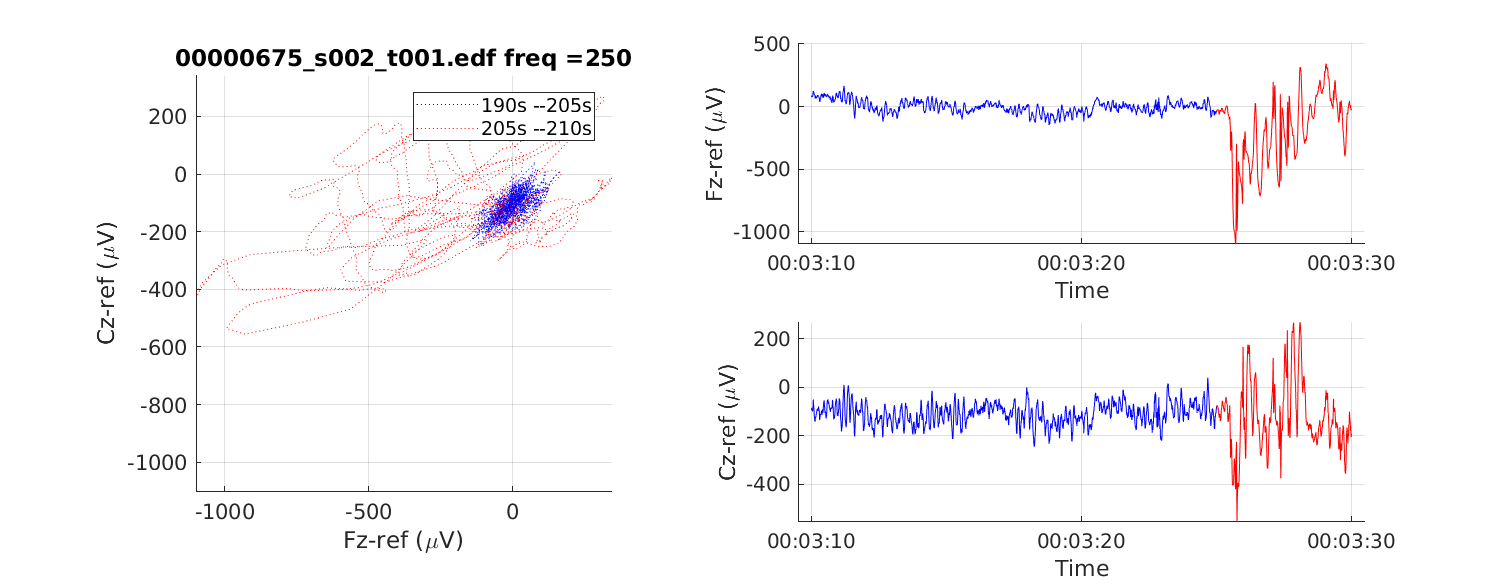 00000675_s002_t001.edf freq =250
190s --205s
205s --210s
200
0
-200
-400
-600
-800
-1000
Cz-ref (μV)
-1000 -500 0
Fz-ref (μV)
500
0
-500
-1000
Fz-ref (μV)
00:03:10 00:03:20 00:03:30
Time
200
0
-200
-400
Cz-ref (μV)
00:03:10 00:03:20 00:03:30
Time